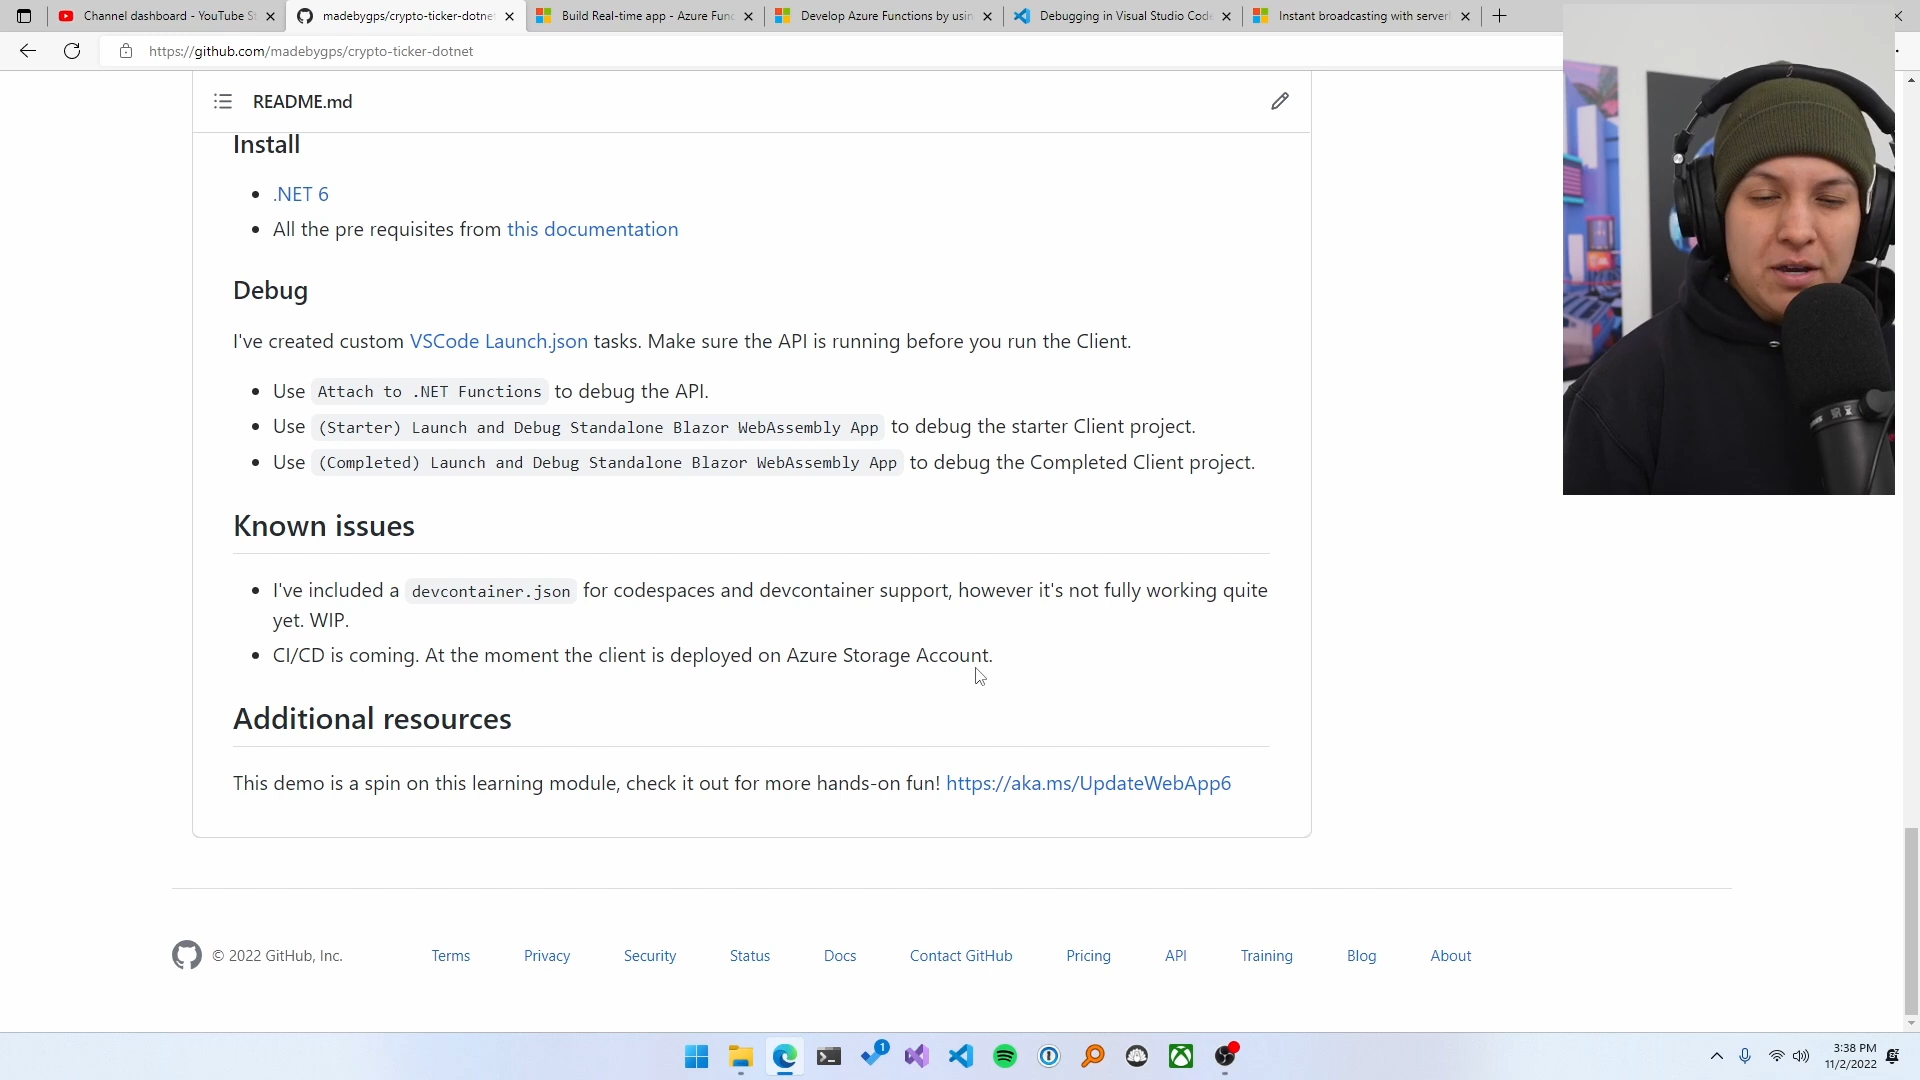 Channel dashboard - YouTube St
madebygps/crypto-ticker-dotnet
Build Real-time app - Azure Func
Develop Azure Functions by usin
Debugging in Visual Studio Code
Instant broadcasting with serverl
https://github.com/madebygps/crypto-ticker-dotnet
README.md
Install
.NET 6
All the pre requisites from this documentation
Debug
I've created custom VSCode Launch.json tasks. Make sure the API is running before you run the Client.
Use Attach to .NET Functions to debug the API.
Use (Starter) Launch and Debug Standalone Blazor WebAssembly App to debug the starter Client project.
Use (Completed) Launch and Debug Standalone Blazor WebAssembly App to debug the Completed Client project.
Known issues
I've included a devcontainer.json for codespaces and devcontainer support, however it's not fully working quite
yet. WIP.
CI/CD is coming. At the moment the client is deployed on Azure Storage Account.
Additional resources
This demo is a spin on this learning module, check it out for more hands-on fun! https://aka.ms/UpdateWebApp6
© 2022 GitHub, Inc.
Terms
Privacy
Security
Status
Docs
Contact GitHub
Pricing
API
Training
Blog
About
1
3:38 PM
11/2/2022